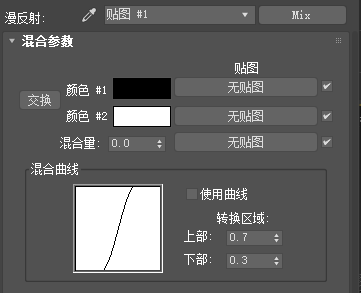 漫反射: 贴图 #1 Mix
混合参数
贴图
交换 颜色 #1 无贴图
颜色 #2 无贴图
混合量: 0.0 无贴图
混合曲线
使用曲线
转换区域:
上部: 0.7
下部: 0.3